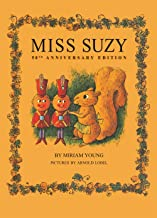 MISS SUZY
50TH ANNIVERSARY EDITION
BY MIRIAM YOUNG
PICTURES BY ARNOLD LOBEL